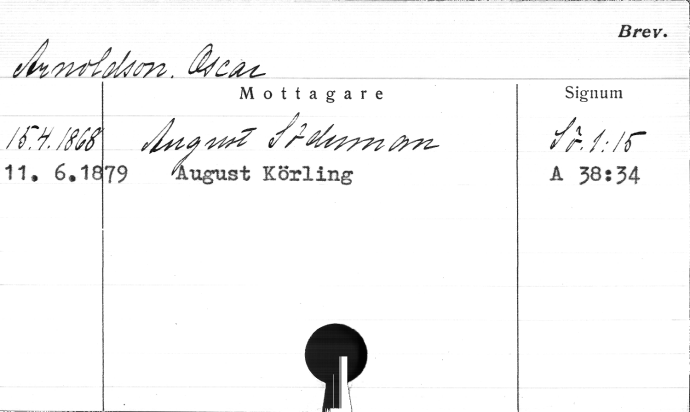 Brev.
Arnoldson, Oscar
Mottagare Signum
15.4.1868 August Söderman Sö.1:15
11. 6.1879 August Körling A 38:34